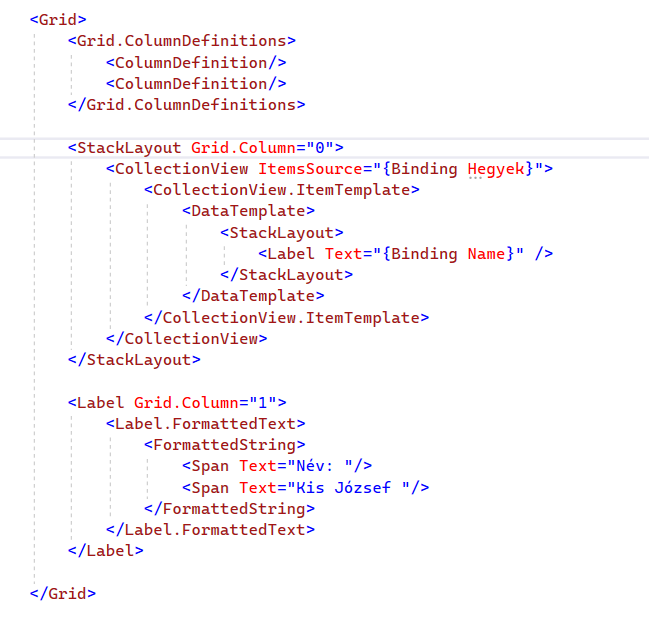 <Grid>
<Grid.ColumnDefinitions>
<ColumnDefinition/>
<ColumnDefinition/>
</Grid.ColumnDefinitions>
<StackLayout Grid.Column="0">
<CollectionView ItemsSource="{Binding Hegyek}">
<CollectionView.ItemTemplate>
<DataTemplate>
<StackLayout>
<Label Text="{Binding Name}" />
</StackLayout>
</DataTemplate>
</CollectionView.ItemTemplate>
</CollectionView>
</StackLayout>
<Label Grid.Column="1">
<Label.FormattedText>
<FormattedString>
<Span Text="Név: "/>
<Span Text="Kis József "/>
</FormattedString>
</Label.FormattedText>
</Label>
</Grid>